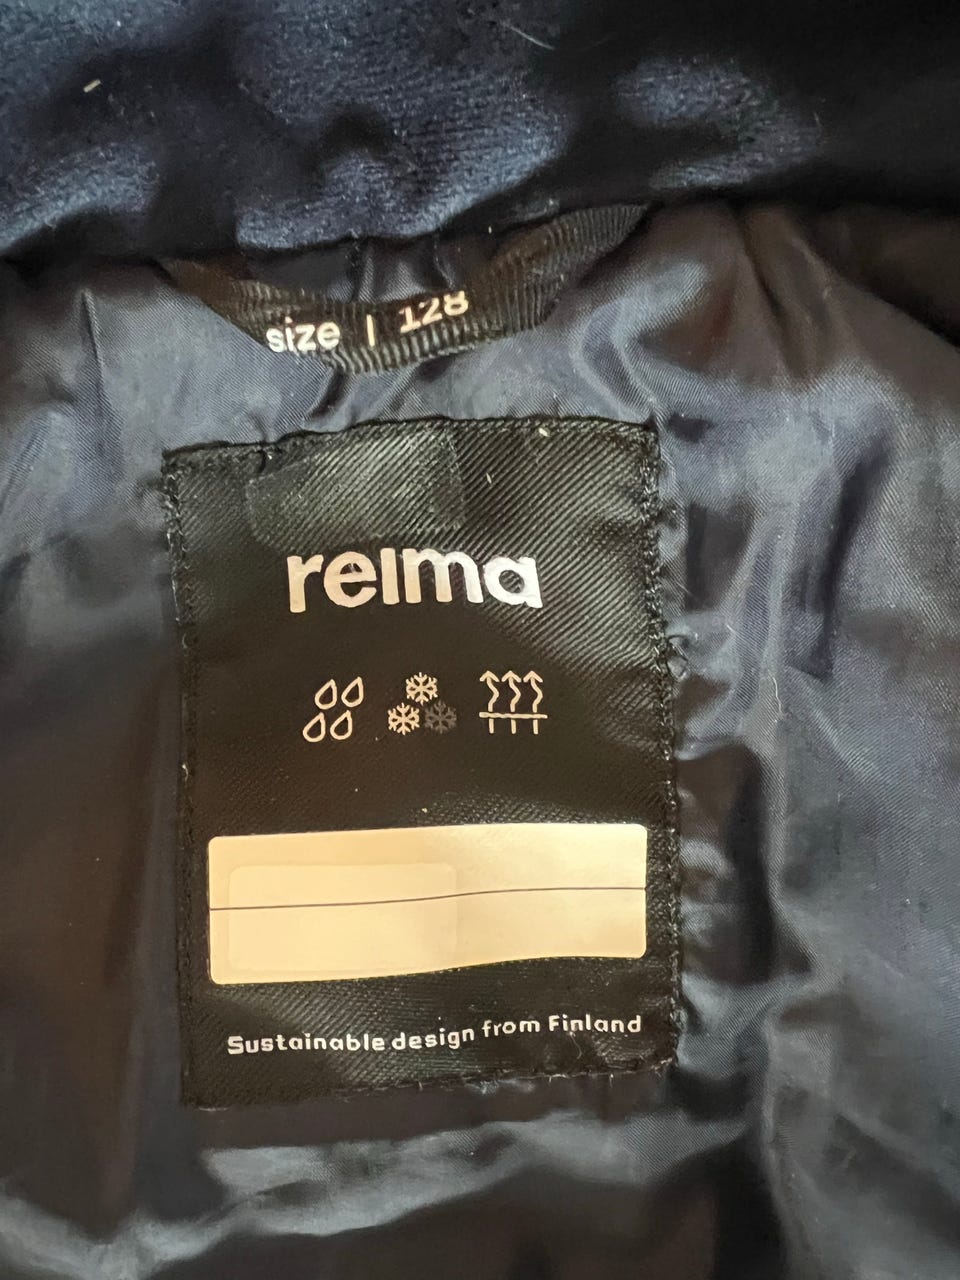 size | 128
reima
Sustainable design from Finland